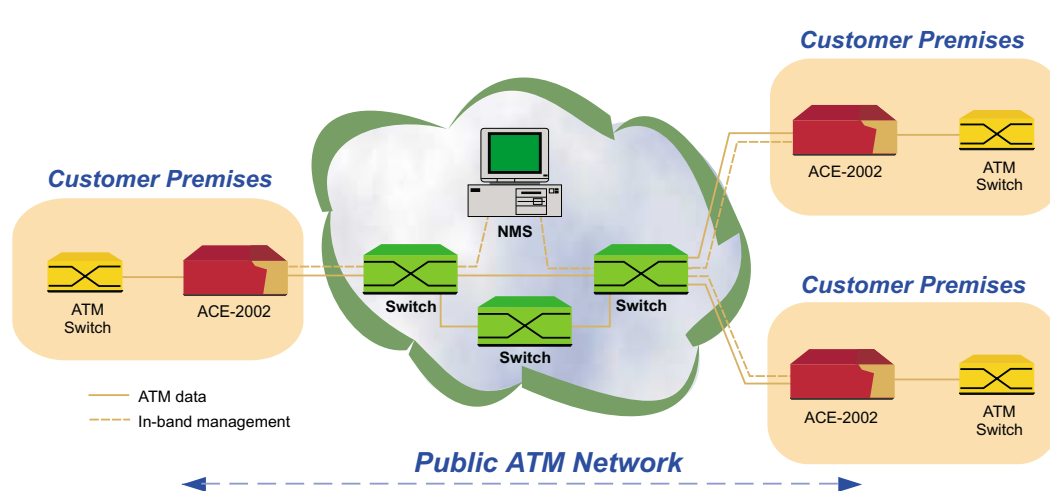 Customer Premises
ACE-2002
ATM
Switch
Customer Premises
ATM
Switch
ACE-2002
NMS
Switch
Switch
Switch
Customer Premises
ACE-2002
ATM
Switch
ATM data
In-band management
Public ATM Network